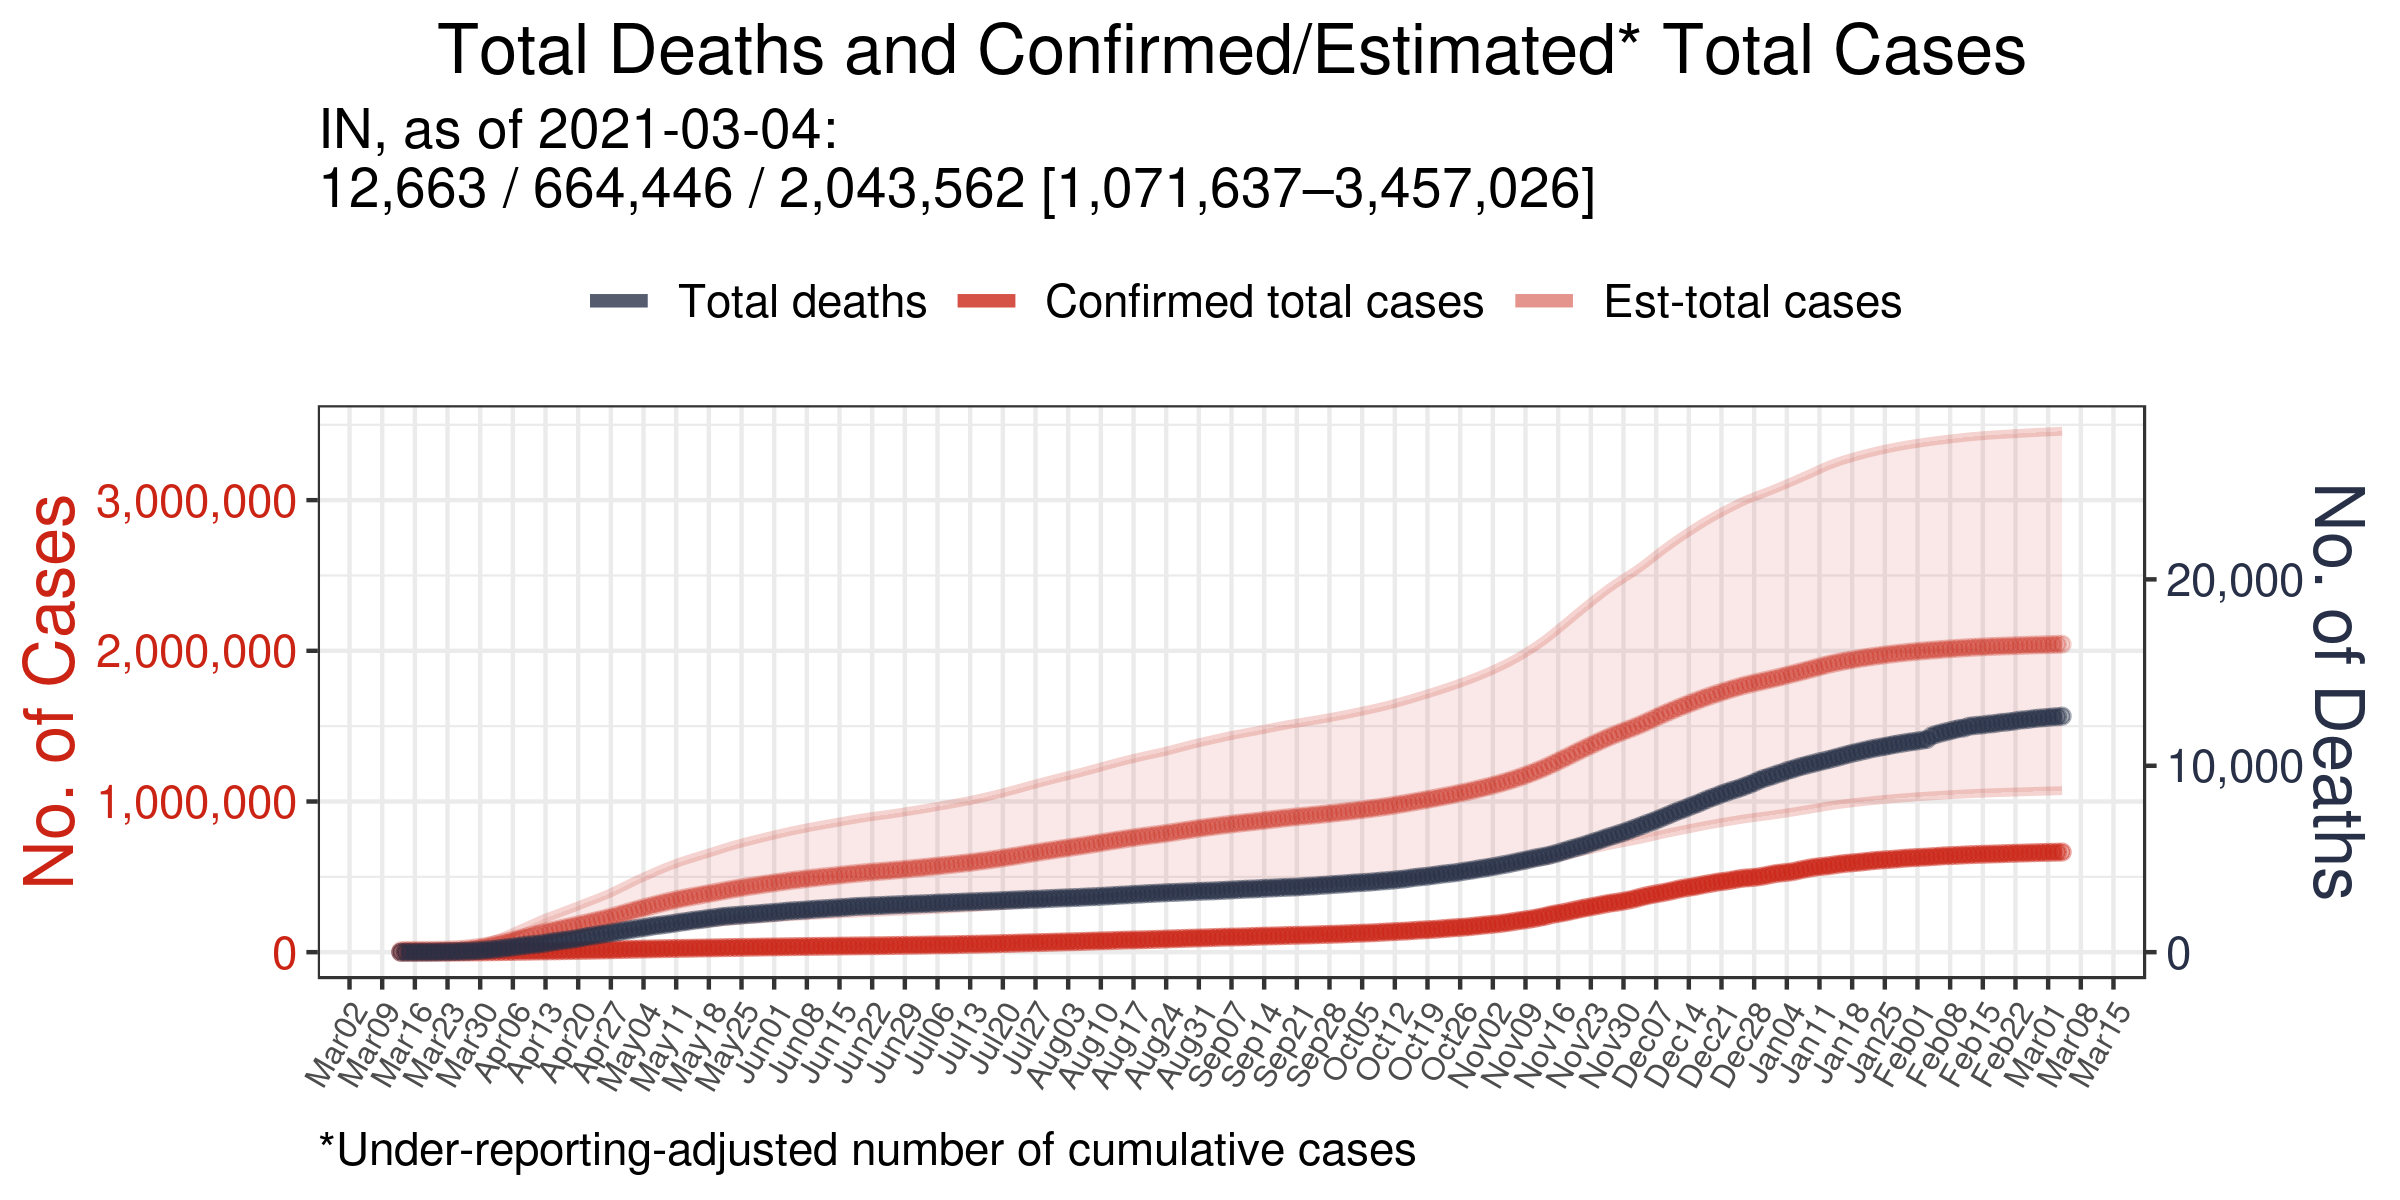 Total Deaths and Confirmed/Estimated* Total Cases
IN, as of 2021-03-04:
12,663 / 664,446 / 2,043,562 [1,071,637–3,457,026]
Total deaths
Confirmed total cases
Est-total cases
No. of Cases
3,000,000
2,000,000
1,000,000
0
20,000
10,000
0
No. of Deaths
Mar02
Mar09
Mar16
Mar23
Mar30
Apr06
Apr13
Apr20
Apr27
May04
May11
May18
May25
Jun01
Jun08
Jun15
Jun22
Jun29
Jul06
Jul13
Jul20
Jul27
Aug03
Aug10
Aug17
Aug24
Aug31
Sep07
Sep14
Sep21
Sep28
Oct05
Oct12
Oct19
Oct26
Nov02
Nov09
Nov16
Nov23
Nov30
Dec07
Dec14
Dec21
Dec28
Jan04
Jan11
Jan18
Jan25
Feb01
Feb08
Feb15
Feb22
Mar01
Mar08
Mar15
*Under-reporting-adjusted number of cumulative cases